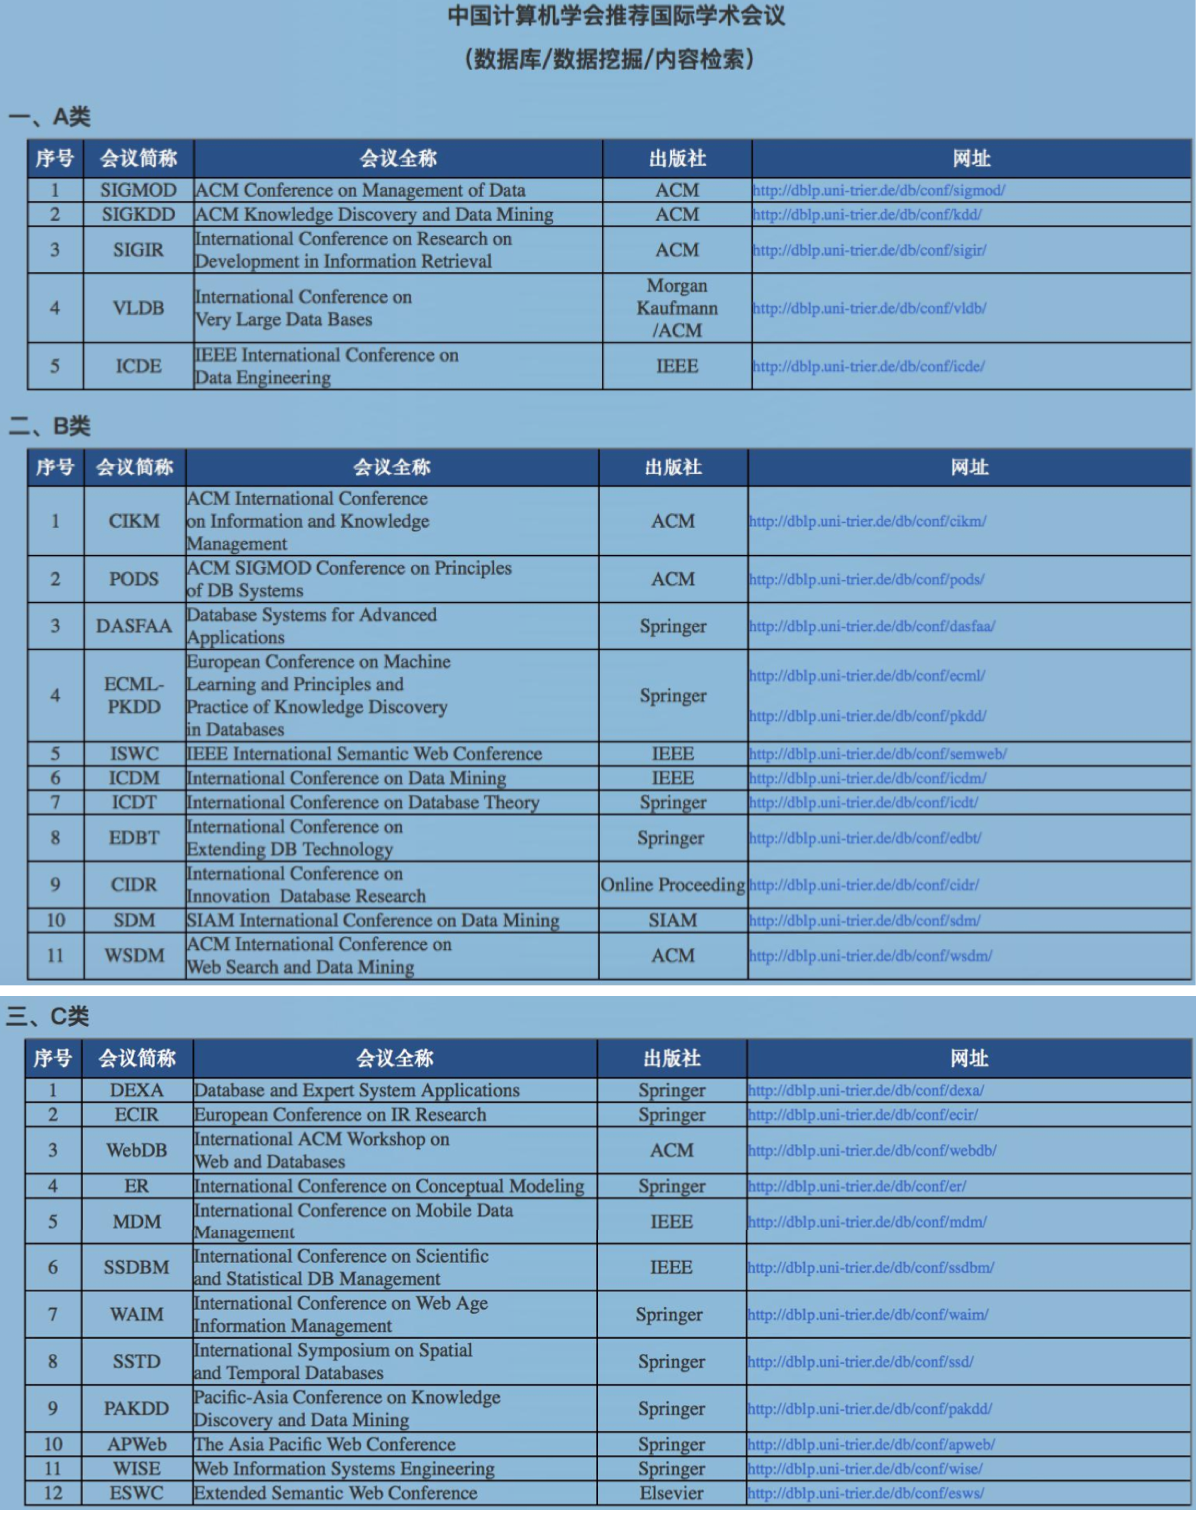 中国计算机学会推荐国际学术会议
（数据库/数据挖掘/内容检索）
一、A类
序号 会议简称 会议全称 出版社 网址
1 SIGMOD ACM Conference on Management of Data ACM http://dblp.uni-trier.de/db/conf/sigmod/
2 SIGKDD ACM Knowledge Discovery and Data Mining ACM http://dblp.uni-trier.de/db/conf/kdd/
3 SIGIR International Conference on Research on
Development in Information Retrieval ACM http://dblp.uni-trier.de/db/conf/sigir/
4 VLDB International Conference on
Very Large Data Bases Morgan
Kaufmann
/ACM http://dblp.uni-trier.de/db/conf/vldb/
5 ICDE IEEE International Conference on
Data Engineering IEEE http://dblp.uni-trier.de/db/conf/icde/
二、B类
序号 会议简称 会议全称 出版社 网址
1 CIKM ACM International Conference
on Information and Knowledge
Management ACM http://dblp.uni-trier.de/db/conf/cikm/
2 PODS ACM SIGMOD Conference on Principles
of DB Systems ACM http://dblp.uni-trier.de/db/conf/pods/
3 DASFAA Database Systems for Advanced
Applications Springer http://dblp.uni-trier.de/db/conf/dasfaa/
4 ECML-
PKDD European Conference on Machine
Learning and Principles and
Practice of Knowledge Discovery
in Databases Springer http://dblp.uni-trier.de/db/conf/ecml/
http://dblp.uni-trier.de/db/conf/pkdd/
5 ISWC IEEE International Semantic Web Conference IEEE http://dblp.uni-trier.de/db/conf/semweb/
6 ICDM International Conference on Data Mining IEEE http://dblp.uni-trier.de/db/conf/icdm/
7 ICDT International Conference on Database Theory Springer http://dblp.uni-trier.de/db/conf/icdt/
8 EDBT International Conference on
Extending DB Technology Springer http://dblp.uni-trier.de/db/conf/edbt/
9 CIDR International Conference on
Innovation Database Research Online Proceeding http://dblp.uni-trier.de/db/conf/cidr/
10 SDM SIAM International Conference on Data Mining SIAM http://dblp.uni-trier.de/db/conf/sdm/
11 WSDM ACM International Conference on
Web Search and Data Mining ACM http://dblp.uni-trier.de/db/conf/wsdm/
三、C类
序号 会议简称 会议全称 出版社 网址
1 DEXA Database and Expert System Applications Springer http://dblp.uni-trier.de/db/conf/dexa/
2 ECIR European Conference on IR Research Springer http://dblp.uni-trier.de/db/conf/ecir/
3 WebDB International ACM Workshop on
Web and Databases ACM http://dblp.uni-trier.de/db/conf/webdb/
4 ER International Conference on Conceptual Modeling Springer http://dblp.uni-trier.de/db/conf/er/
5 MDM International Conference on Mobile Data
Management IEEE http://dblp.uni-trier.de/db/conf/mdm/
6 SSDBM International Conference on Scientific
and Statistical DB Management IEEE http://dblp.uni-trier.de/db/conf/ssdbm/
7 WAIM International Conference on Web Age
Information Management Springer http://dblp.uni-trier.de/db/conf/waim/
8 SSTD International Symposium on Spatial
and Temporal Databases Springer http://dblp.uni-trier.de/db/conf/ssd/
9 PAKDD Pacific-Asia Conference on Knowledge
Discovery and Data Mining Springer http://dblp.uni-trier.de/db/conf/pakdd/
10 APWeb The Asia Pacific Web Conference Springer http://dblp.uni-trier.de/db/conf/apweb/
11 WISE Web Information Systems Engineering Springer http://dblp.uni-trier.de/db/conf/wise/
12 ESWC Extended Semantic Web Conference Elsevier http://dblp.uni-trier.de/db/conf/esws/